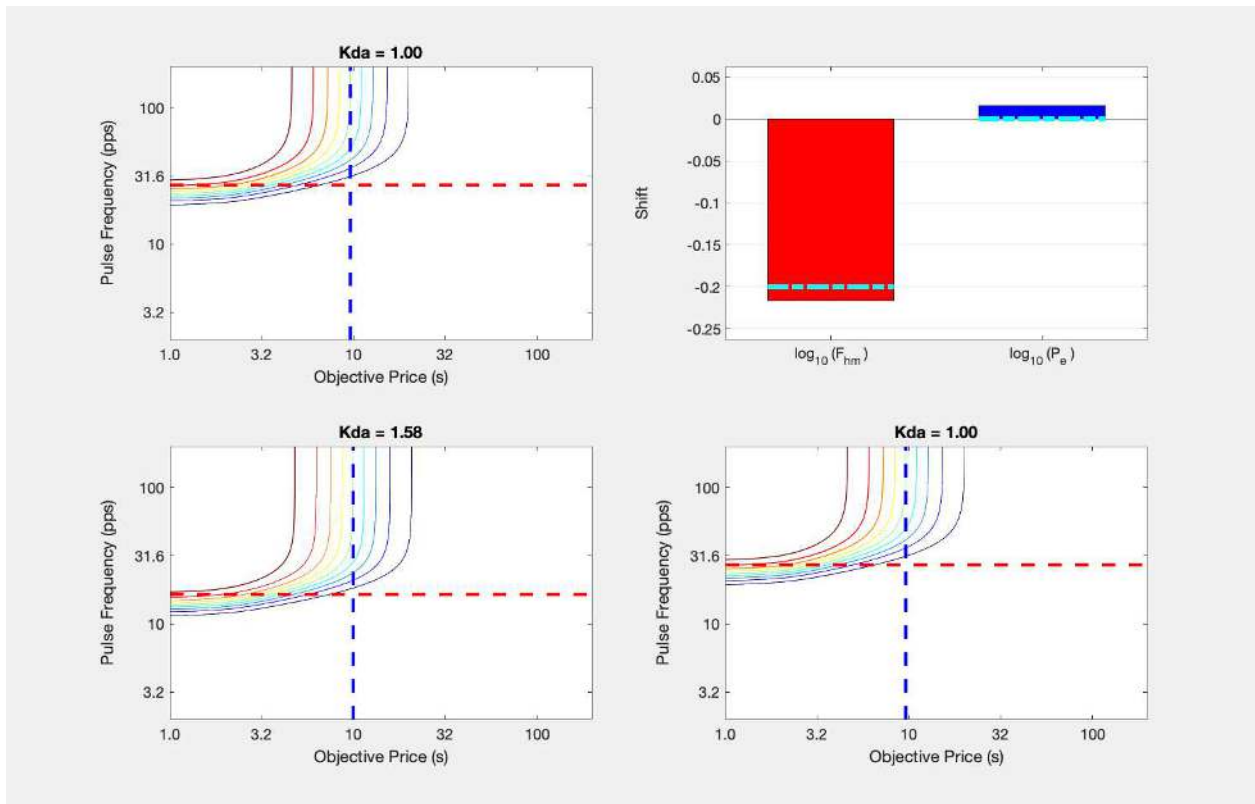 Kda = 1.00
Pulse Frequency (pps)
100
31.6
10
3.2
1.0 3.2 10 32 100
Objective Price (s)
Shift
0.05
0
-0.05
-0.1
-0.15
-0.2
-0.25
log10(Fhm) log10(Pe)
Kda = 1.58
Pulse Frequency (pps)
100
31.6
10
3.2
1.0 3.2 10 32 100
Objective Price (s)
Kda = 1.00
Pulse Frequency (pps)
100
31.6
10
3.2
1.0 3.2 10 32 100
Objective Price (s)